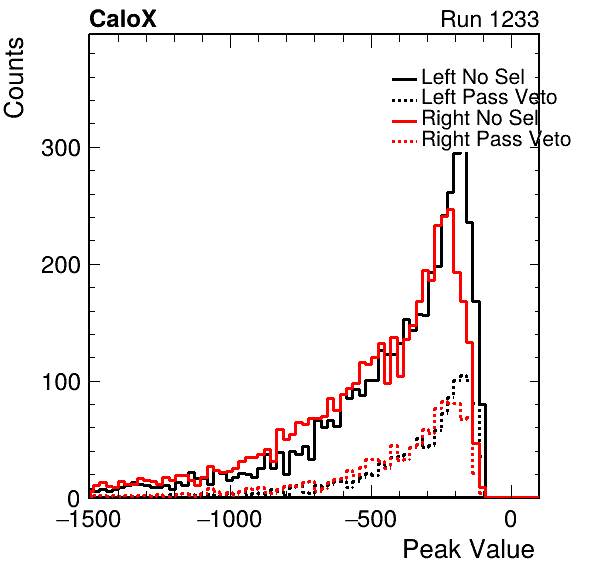 CaloX
Run 1233
Counts
Left No Sel
Left Pass Veto
Right No Sel
Right Pass Veto
300
200
100
0
−1500
−1000
−500
0
Peak Value